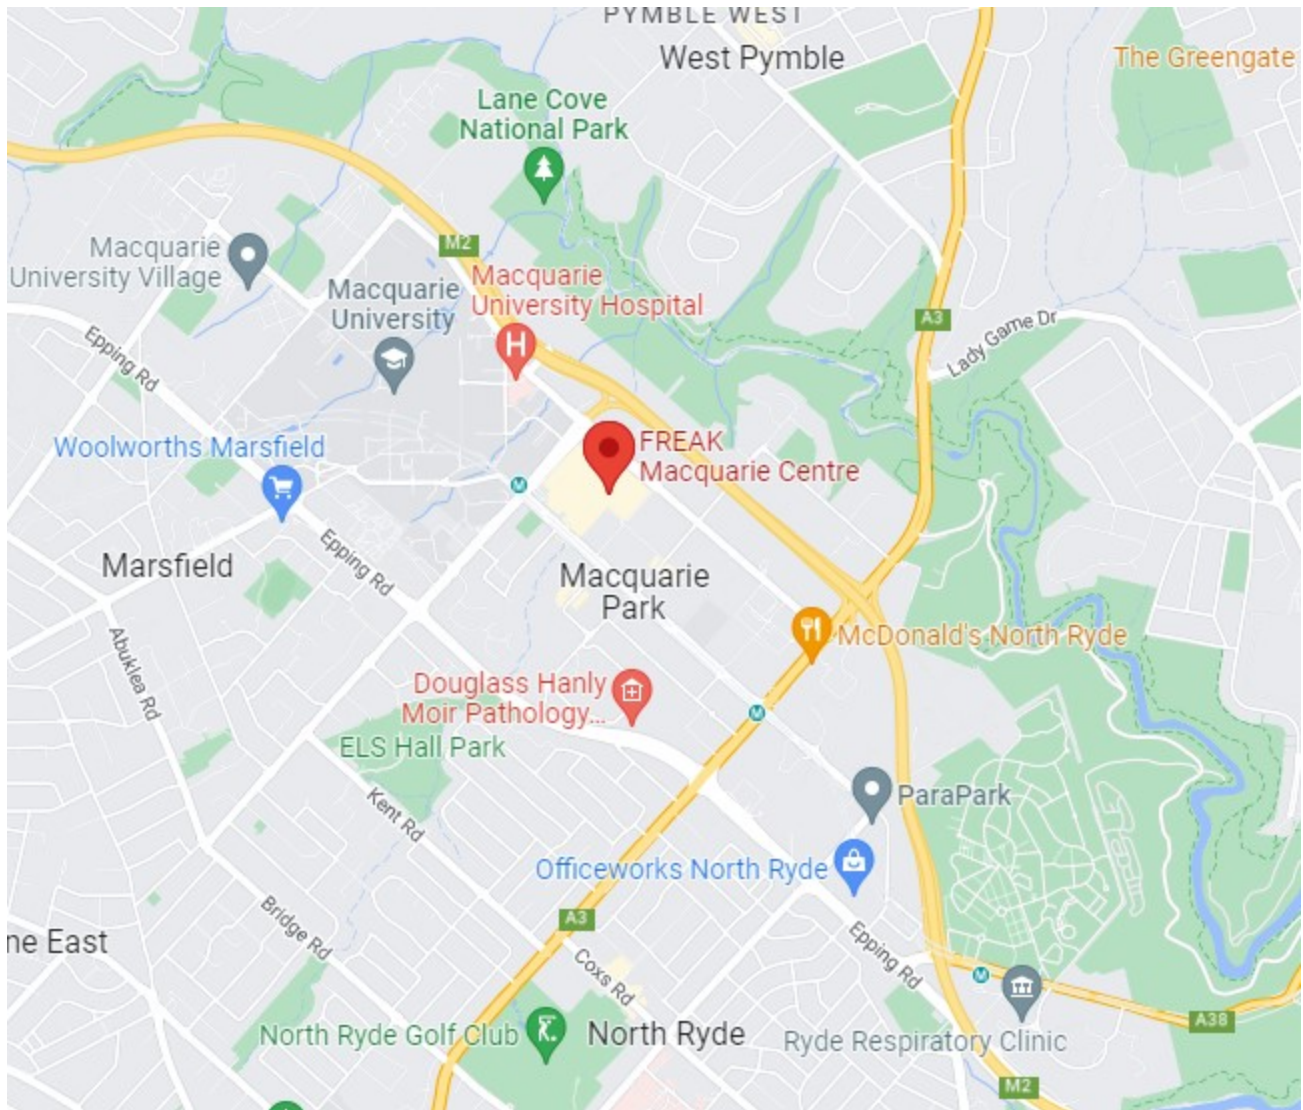 PYMBLE WEST
West Pymble
The Greengate
Lane Cove
National Park
M2
Macquarie
University Village
Macquarie
University
Macquarie
University Hospital
H
A3
Lady Game Dr
Epping Rd
Woolworths Marsfield
FREAK
Macquarie Centre
M
Epping Rd
Marsfield
Macquarie
Park
McDonald's North Ryde
Abuklea Rd
Douglass Hanly
Moir Pathology...
M
ELS Hall Park
Kent Rd
ParaPark
Officeworks North Ryde
A3
Bridge Rd
ne East
Coxs Rd
Epping Rd
M
North Ryde Golf Club
North Ryde
Ryde Respiratory Clinic
A38
M2